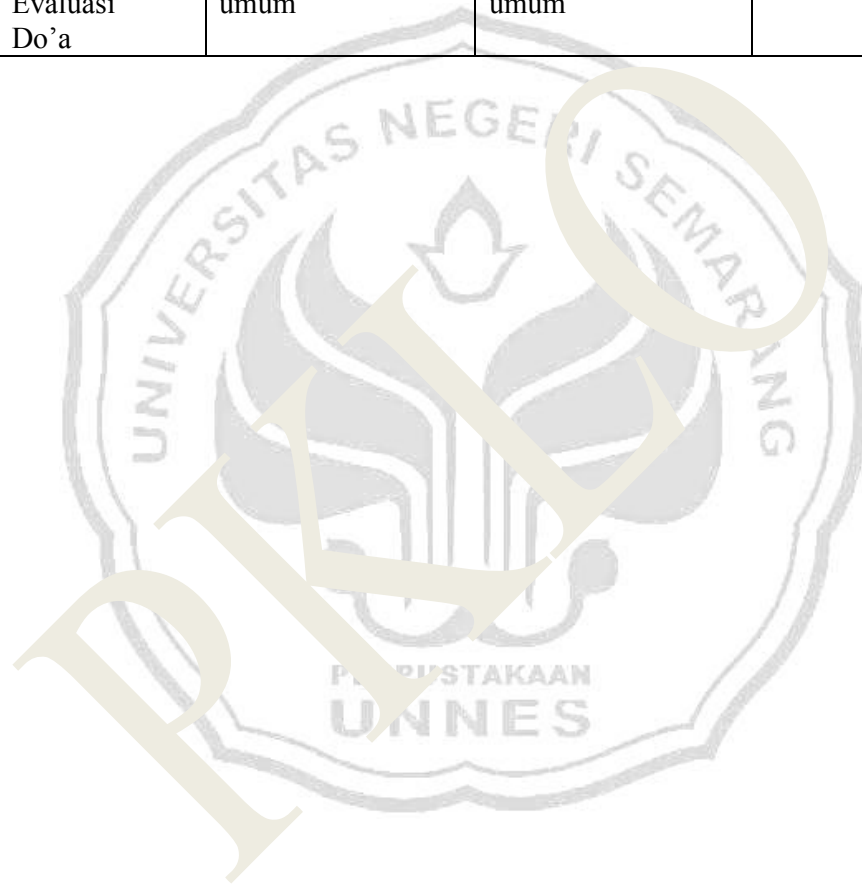 Evaluasi umum umum
Do’a
UNIVERSITAS NEGERI SEMARANG
PERPUSTAKAAN
UNNES
PKLO